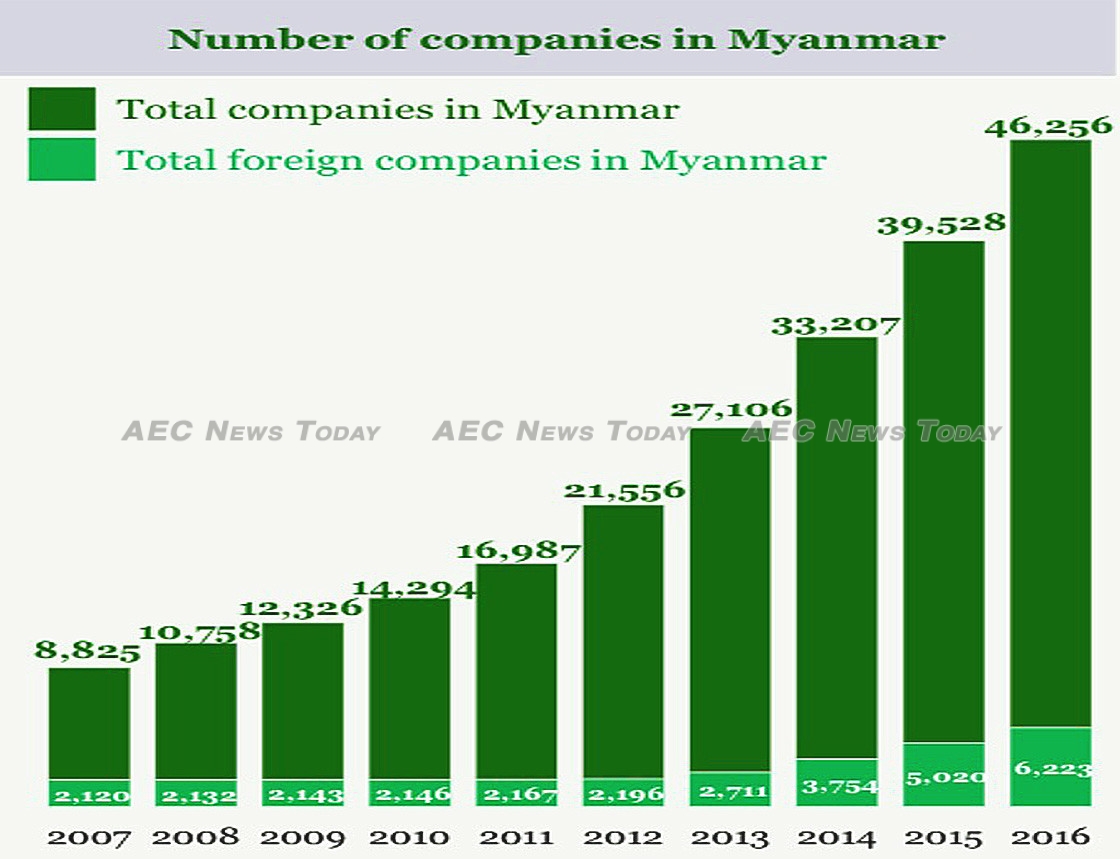 Number of companies in Myanmar
Total companies in Myanmar
Total foreign companies in Myanmar
46,256
39,528
33,207
27,106
21,556
16,987
14,294
12,326
10,758
8,825
AEC News Today AEC News Today AEC News Today
2,120 2,132 2,143 2,146 2,167 2,196 2,711 3,754 5,020 6,223
2007 2008 2009 2010 2011 2012 2013 2014 2015 2016